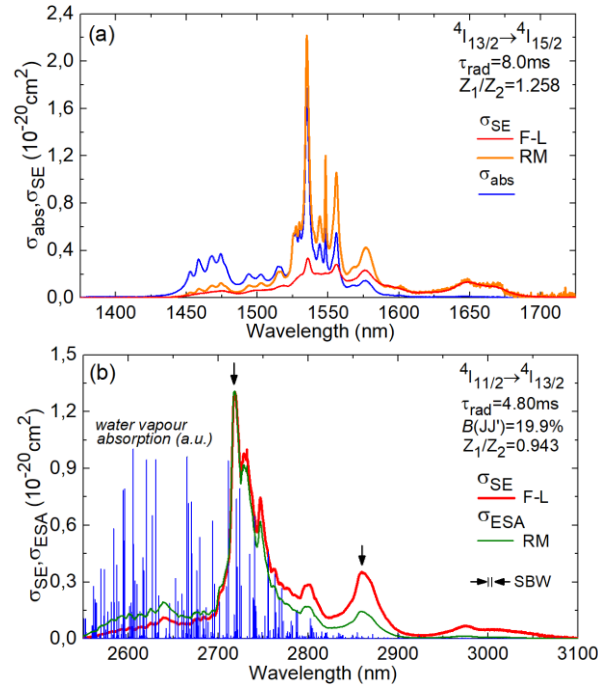 (a)
⁴I₁₃/₂→⁴I₁₅/₂
τrad=8.0ms
Z₁/Z₂=1.258
σSE
F-L
RM
σabs
σabs,σSE (10⁻²⁰cm²)
2,4
1,8
1,2
0,6
0,0
1400 1450 1500 1550 1600 1650 1700
Wavelength (nm)
(b)
⁴I₁₁/₂→⁴I₁₃/₂
τrad=4.80ms
B(JJ')=19.9%
Z₁/Z₂=0.943
water vapour
absorption (a.u.)
σSE
F-L
σESA
RM
SBW
σSE,σESA (10⁻²⁰cm²)
1,5
1,2
0,9
0,6
0,3
0,0
2600 2700 2800 2900 3000 3100
Wavelength (nm)